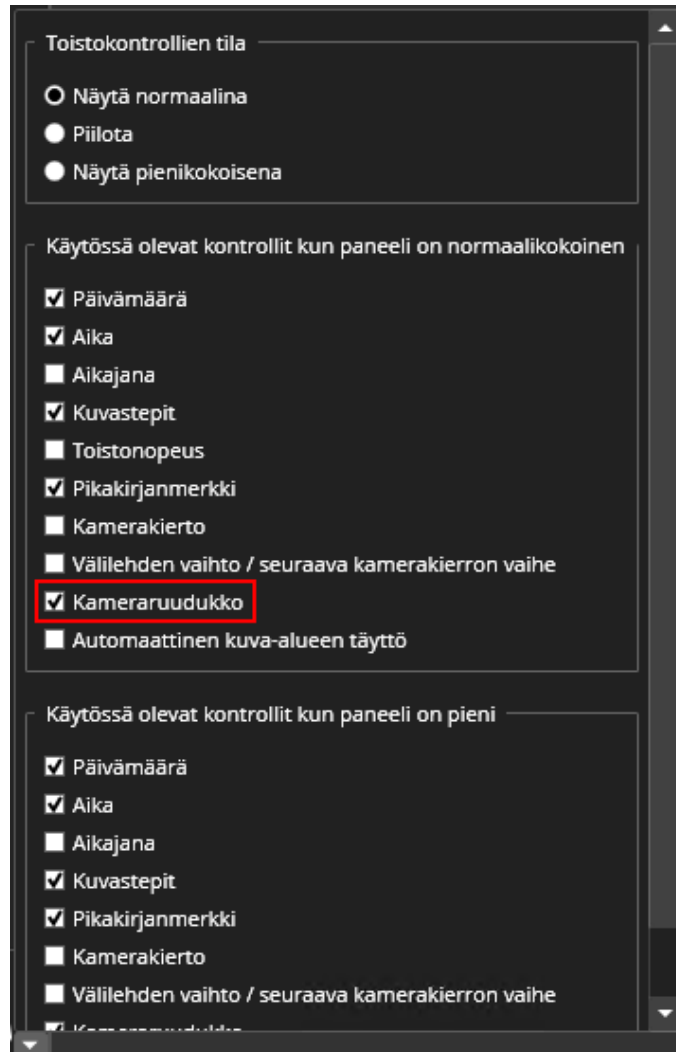 Toistokontrollien tila
Näytä normaalina
Piilota
Näytä pienikokoisena
Käytössä olevat kontrollit kun paneeli on normaalikokoinen
Päivämäärä
Aika
Aikajana
Kuvastepit
Toistonopeus
Pikakirjanmerkki
Kamerakierto
Välilehden vaihto / seuraava kamerakierron vaihe
Kameraruudukko
Automaattinen kuva-alueen täyttö
Käytössä olevat kontrollit kun paneeli on pieni
Päivämäärä
Aika
Aikajana
Kuvastepit
Pikakirjanmerkki
Kamerakierto
Välilehden vaihto / seuraava kamerakierron vaihe